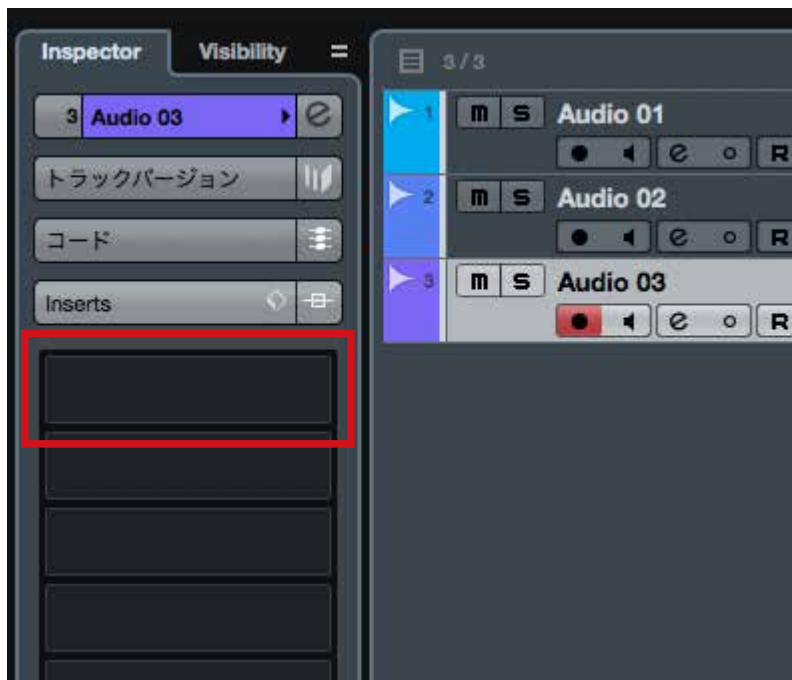 Inspector Visibility
3/3
3 Audio 03 e
トラックバージョン
コード
Inserts
1 m S Audio 01
e R
2 m S Audio 02
e R
3 m S Audio 03
e R